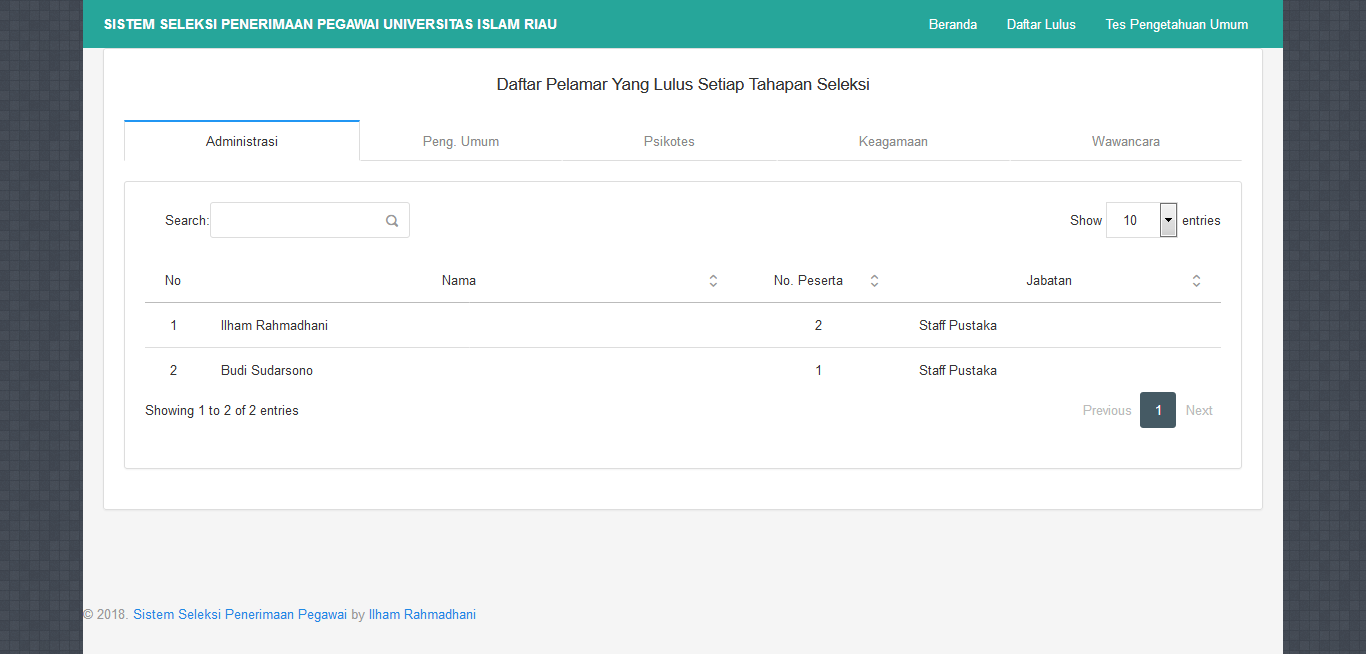 SISTEM SELEKSI PENERIMAAN PEGAWAI UNIVERSITAS ISLAM RIAU Beranda Daftar Lulus Tes Pengetahuan Umum
Daftar Pelamar Yang Lulus Setiap Tahapan Seleksi
Administrasi Peng. Umum Psikotes Keagamaan Wawancara
Search: Show 10 entries
No Nama No. Peserta Jabatan
1 Ilham Rahmadhani 2 Staff Pustaka
2 Budi Sudarsono 1 Staff Pustaka
Showing 1 to 2 of 2 entries Previous 1 Next
© 2018. Sistem Seleksi Penerimaan Pegawai by Ilham Rahmadhani